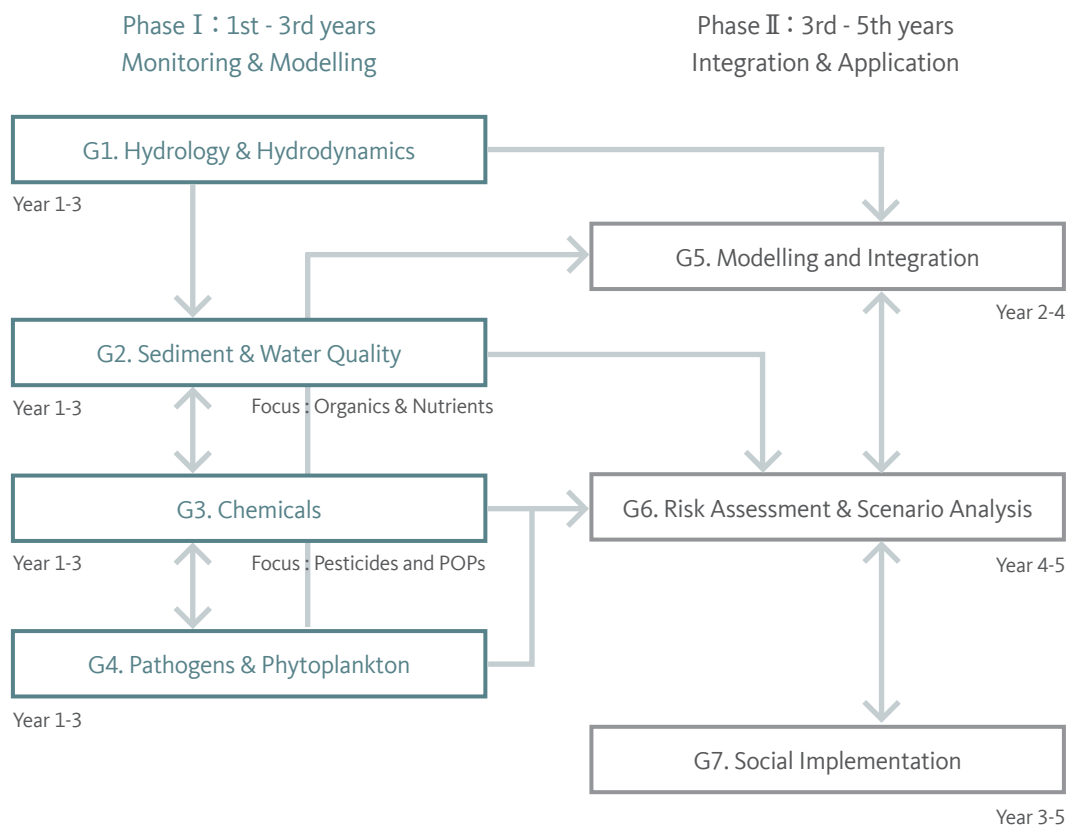 Phase Ⅰ : 1st - 3rd years
Monitoring & Modelling
Phase Ⅱ : 3rd - 5th years
Integration & Application
G1. Hydrology & Hydrodynamics
Year 1-3
G5. Modelling and Integration
Year 2-4
G2. Sediment & Water Quality
Year 1-3
Focus : Organics & Nutrients
G3. Chemicals
G6. Risk Assessment & Scenario Analysis
Year 1-3
Focus : Pesticides and POPs
Year 4-5
G4. Pathogens & Phytoplankton
Year 1-3
G7. Social Implementation
Year 3-5